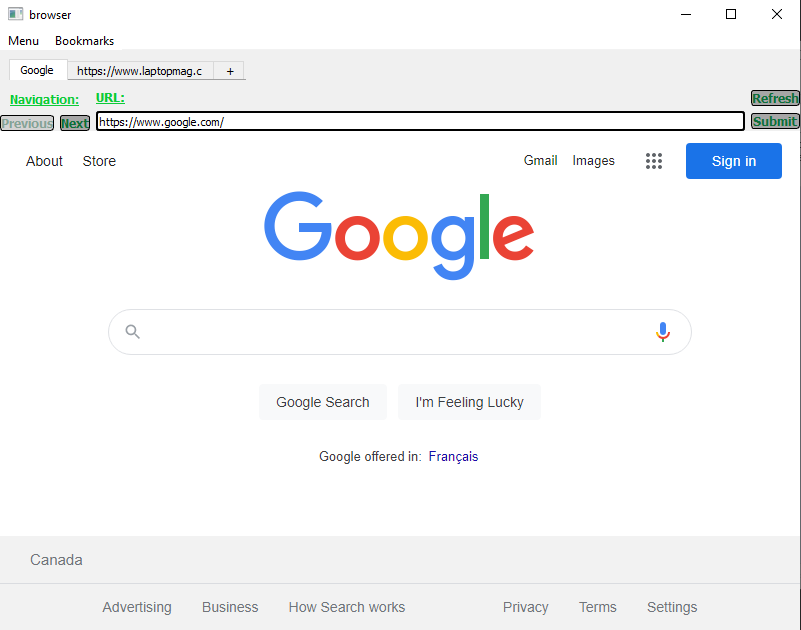 browser
Menu Bookmarks
Google https://www.laptopmag.c +
Navigation: URL: Refresh
Previous Next https://www.google.com/ Submit
About Store Gmail Images Sign in
Google
Google Search I'm Feeling Lucky
Google offered in: Français
Canada
Advertising Business How Search works Privacy Terms Settings